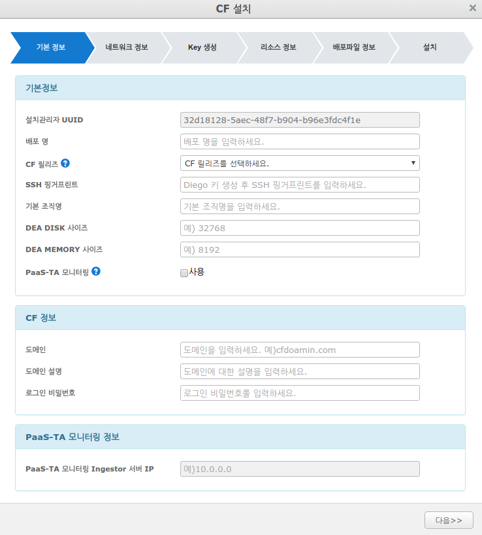 CF 설치 ×
기본 정보 네트워크 정보 Key 생성 리소스 정보 배포파일 정보 설치
기본정보
설치관리자 UUID 32d18128-5aec-48f7-b904-b96e3fdc4f1e
배포 명 배포 명을 입력하세요.
CF 릴리즈 ? CF 릴리즈를 선택하세요.
SSH 핑거프린트 Diego 키 생성 후 SSH 핑거프린트를 입력하세요.
기본 조직명 기본 조직명을 입력하세요.
DEA DISK 사이즈 예) 32768
DEA MEMORY 사이즈 예) 8192
PaaS-TA 모니터링 ? 사용
CF 정보
도메인 도메인을 입력하세요. 예)cfdoamin.com
도메인 설명 도메인에 대한 설명을 입력하세요.
로그인 비밀번호 로그인 비밀번호를 입력하세요.
PaaS-TA 모니터링 정보
PaaS-TA 모니터링 Ingestor 서버 IP 예)10.0.0.0
다음>>